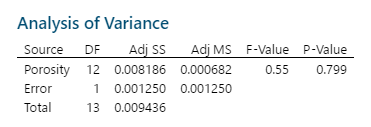 Analysis of Variance
Source DF Adj SS Adj MS F-Value P-Value
Porosity 12 0.008186 0.000682 0.55 0.799
Error 1 0.001250 0.001250
Total 13 0.009436